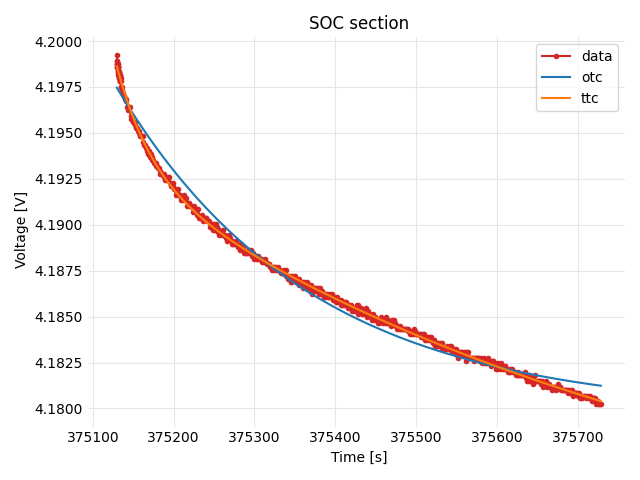 SOC section
4.2000
4.1975
4.1950
4.1925
4.1900
4.1875
4.1850
4.1825
4.1800
Voltage [V]
data
otc
ttc
375100 375200 375300 375400 375500 375600 375700
Time [s]